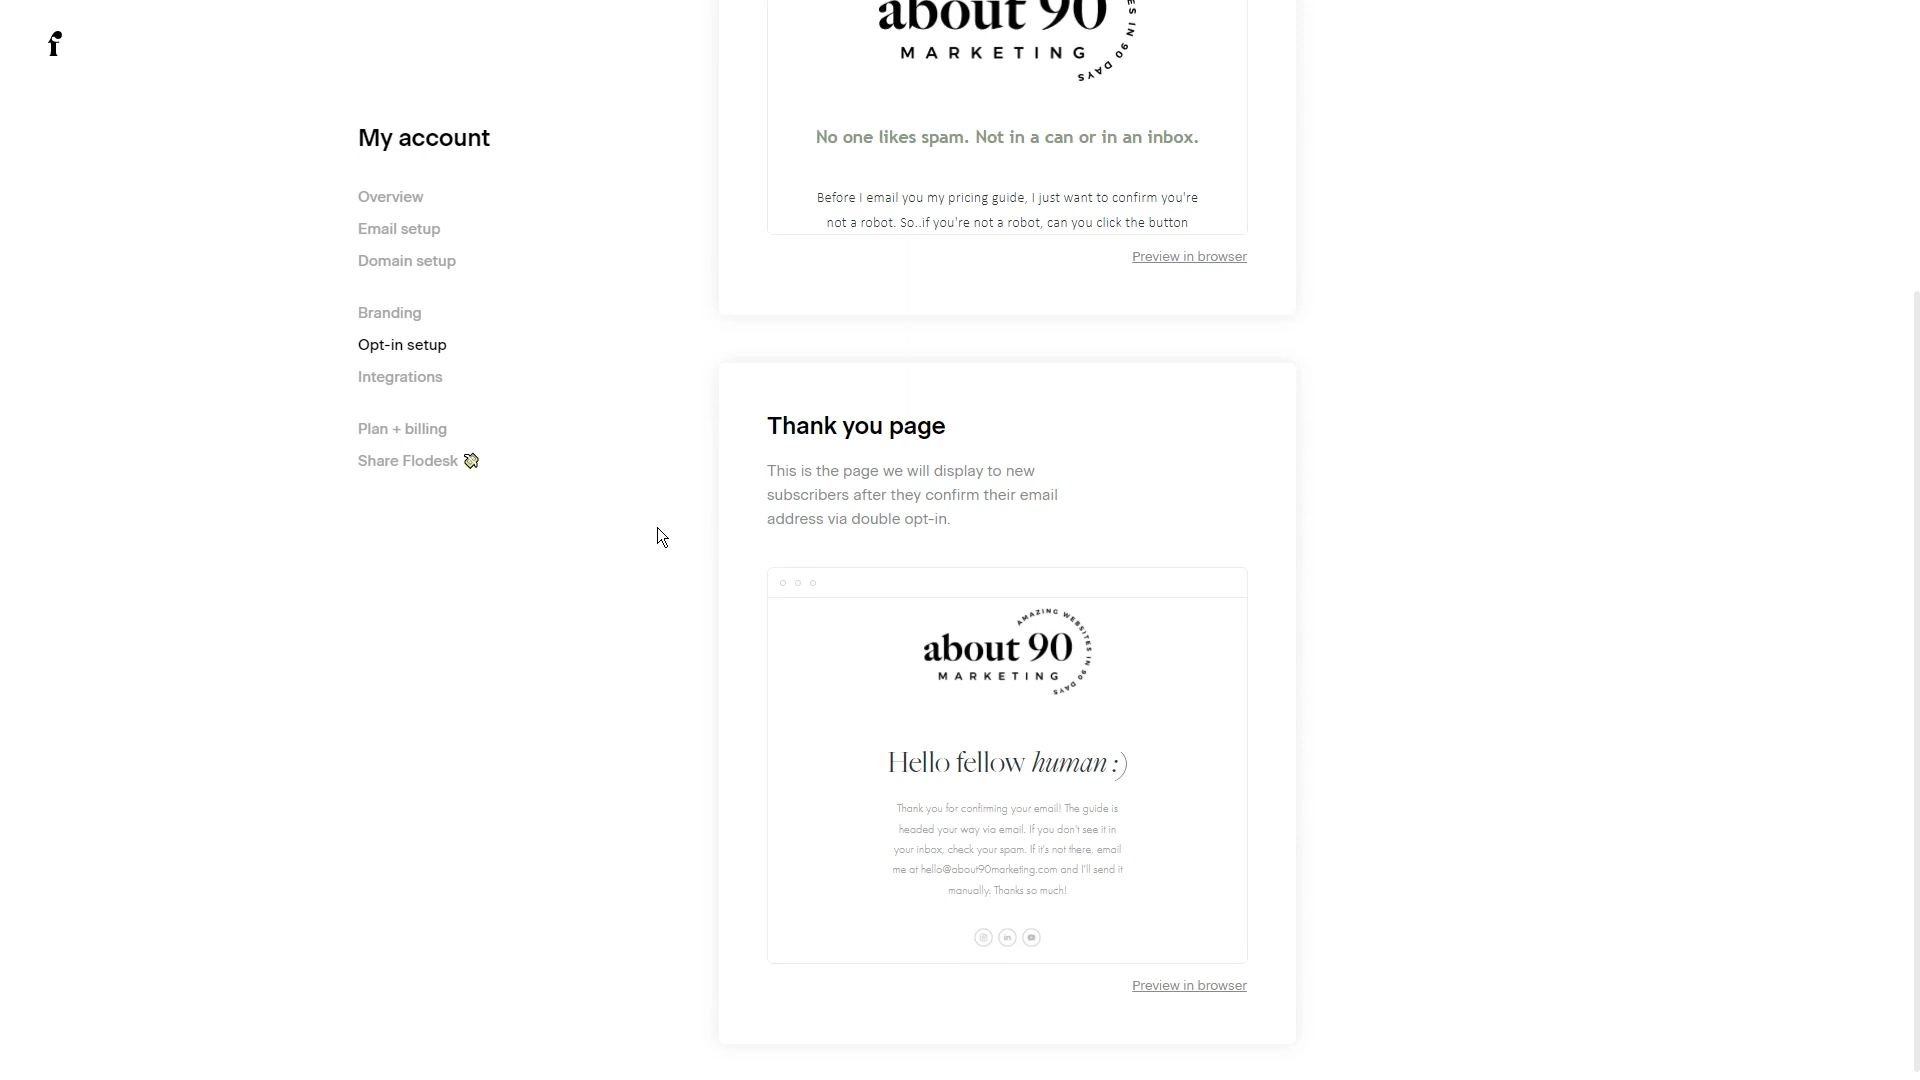 f
My account
Overview
Email setup
Domain setup
Branding
Opt-in setup
Integrations
Plan + billing
Share Flodesk
about 90
MARKETING
ES IN 90 DAYS
No one likes spam. Not in a can or in an inbox.
Before I email you my pricing guide, I just want to confirm you're
not a robot. So..if you're not a robot, can you click the button
Preview in browser
Thank you page
This is the page we will display to new
subscribers after they confirm their email
address via double opt-in.
AMAZING WEBSITES IN 90 DAYS
about 90
MARKETING
Hello fellow human :)
Thank you for confirming your email! The guide is
headed your way via email. If you don't see it in
your inbox, check your spam. If it's not there, email
me at hello@about90marketing.com and I'll send it
manually. Thanks so much!
in
Preview in browser